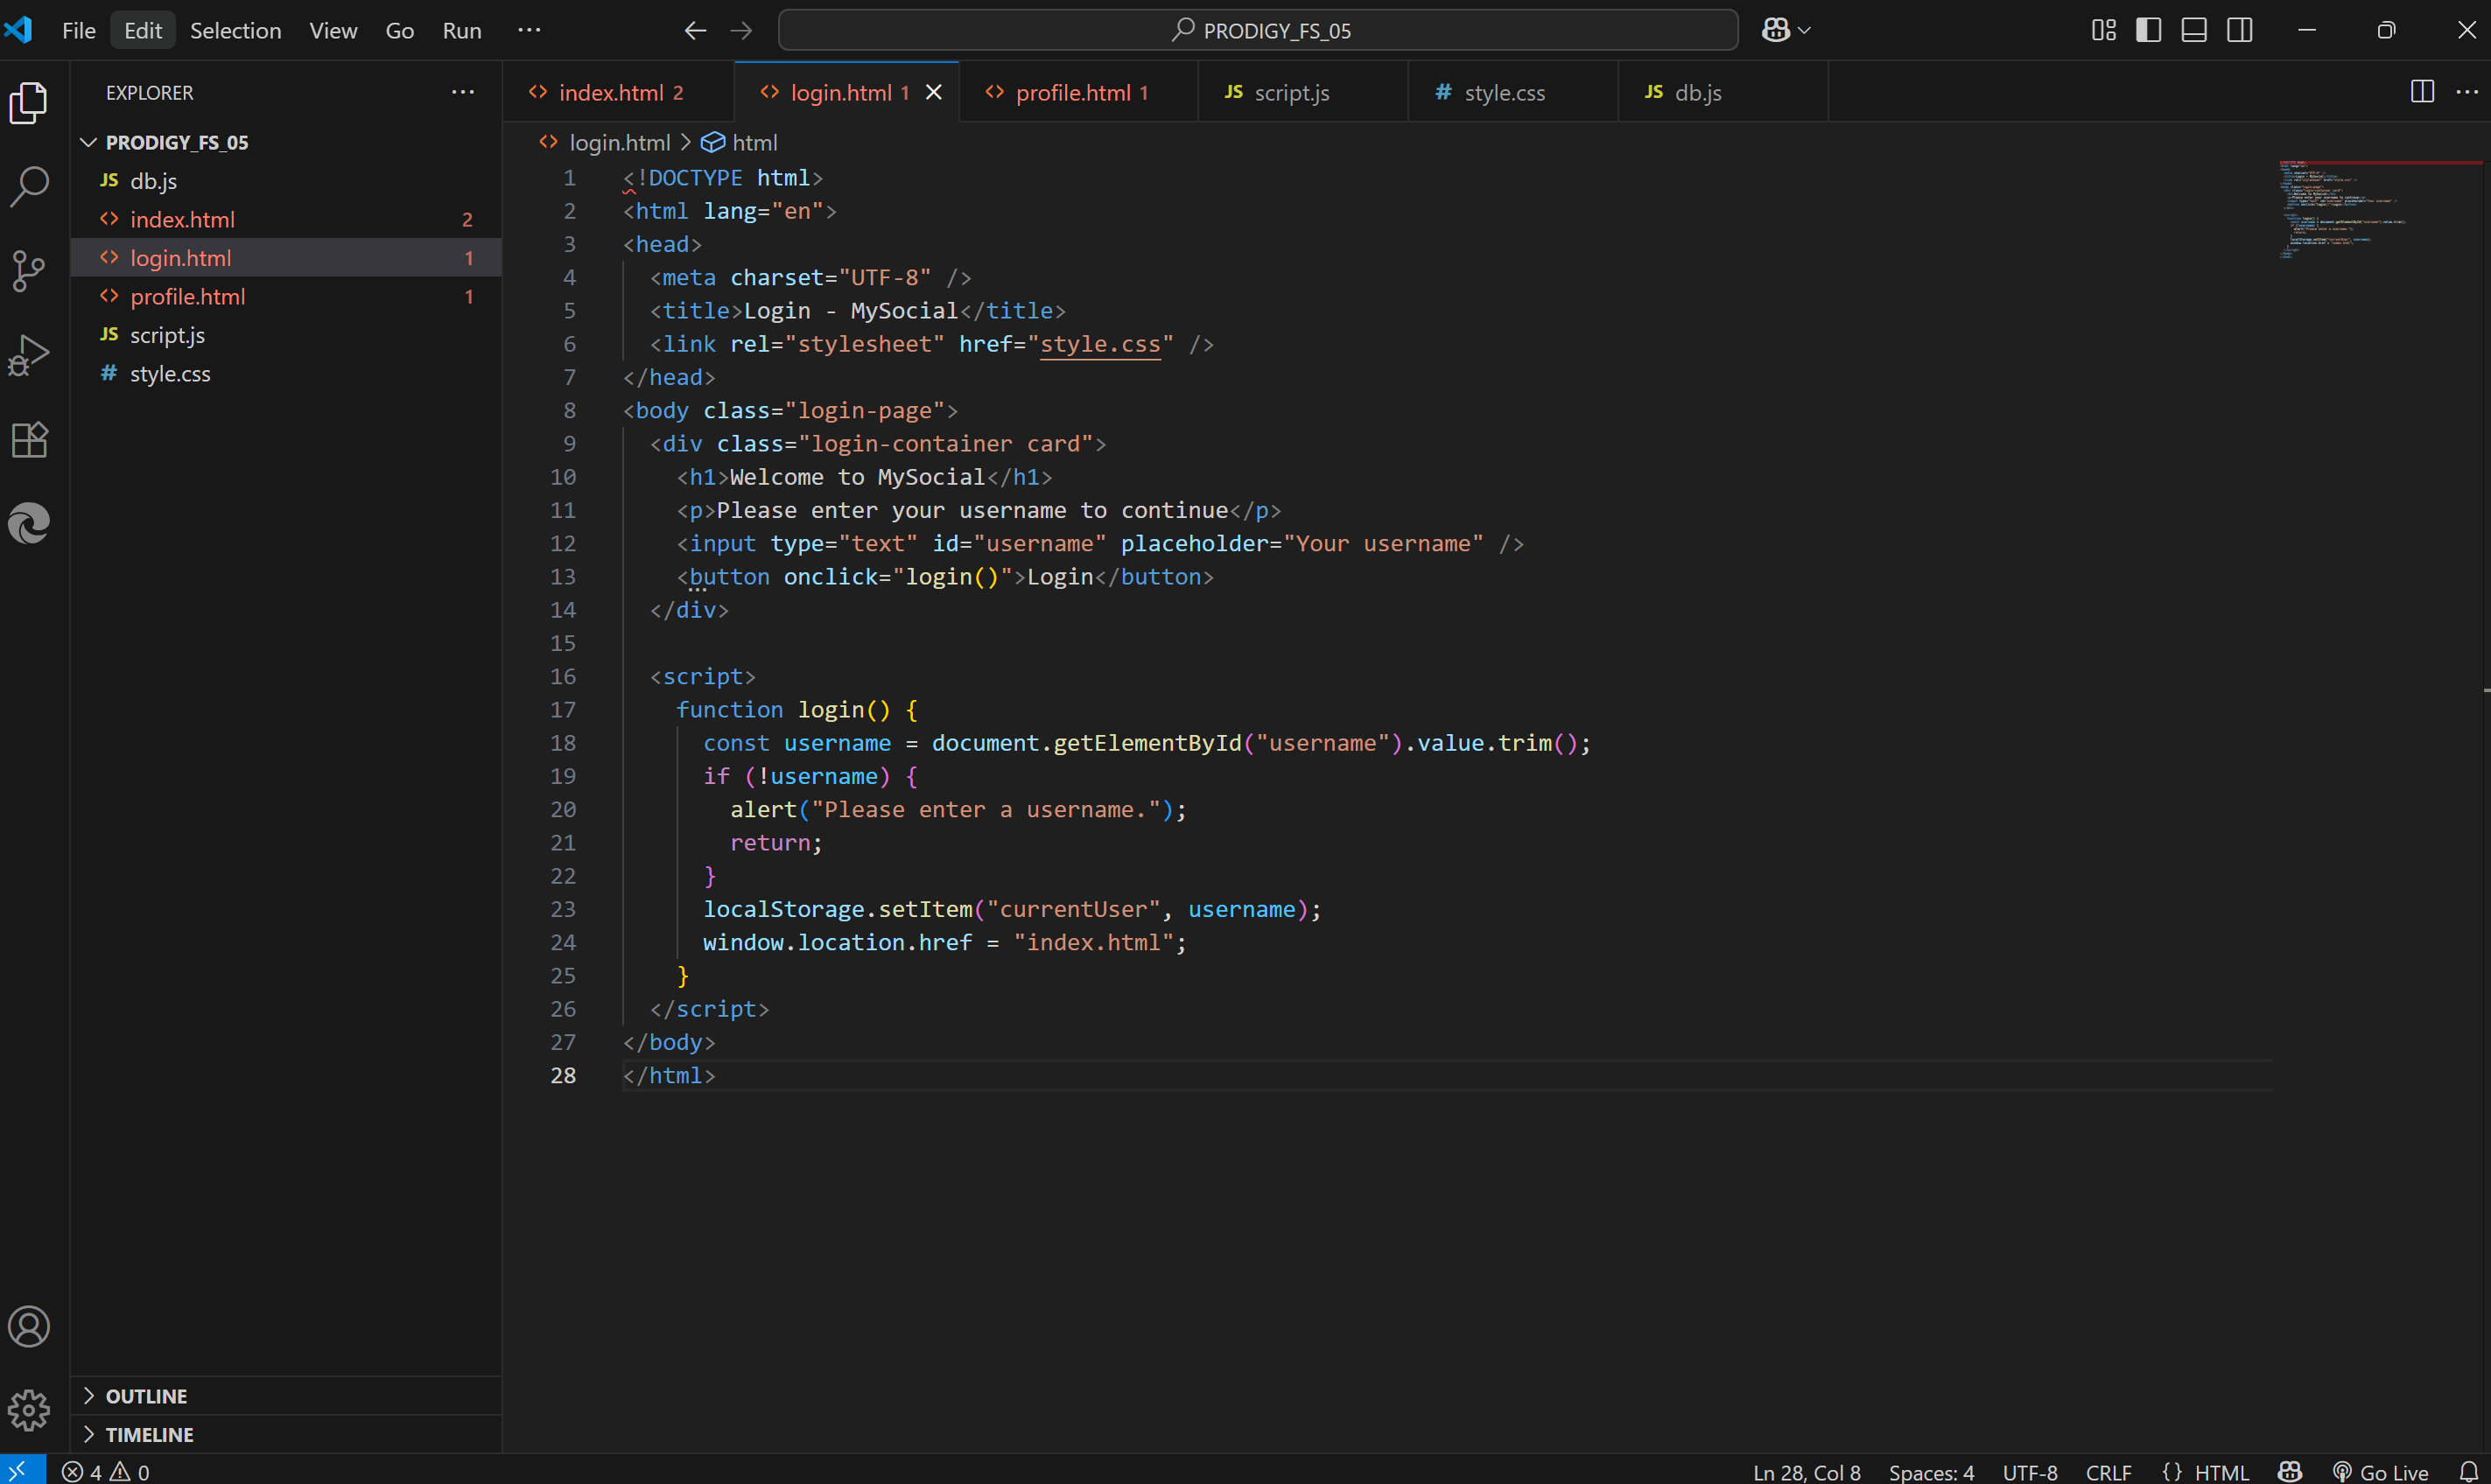 File Edit Selection View Go Run ··· PRODIGY_FS_05
EXPLORER ···
PRODIGY_FS_05
JS db.js
index.html 2
login.html 1
profile.html 1
JS script.js
# style.css
OUTLINE
TIMELINE
index.html 2 login.html 1 profile.html 1 JS script.js # style.css JS db.js ···
login.html > html
1 <!DOCTYPE html>
2 <html lang="en">
3 <head>
4 <meta charset="UTF-8" />
5 <title>Login - MySocial</title>
6 <link rel="stylesheet" href="style.css" />
7 </head>
8 <body class="login-page">
9 <div class="login-container card">
10 <h1>Welcome to MySocial</h1>
11 <p>Please enter your username to continue</p>
12 <input type="text" id="username" placeholder="Your username" />
13 <button onclick="login()">Login</button>
14 </div>
15
16 <script>
17 function login() {
18 const username = document.getElementById("username").value.trim();
19 if (!username) {
20 alert("Please enter a username.");
21 return;
22 }
23 localStorage.setItem("currentUser", username);
24 window.location.href = "index.html";
25 }
26 </script>
27 </body>
28 </html>
4 0 Ln 28, Col 8 Spaces: 4 UTF-8 CRLF {} HTML Go Live